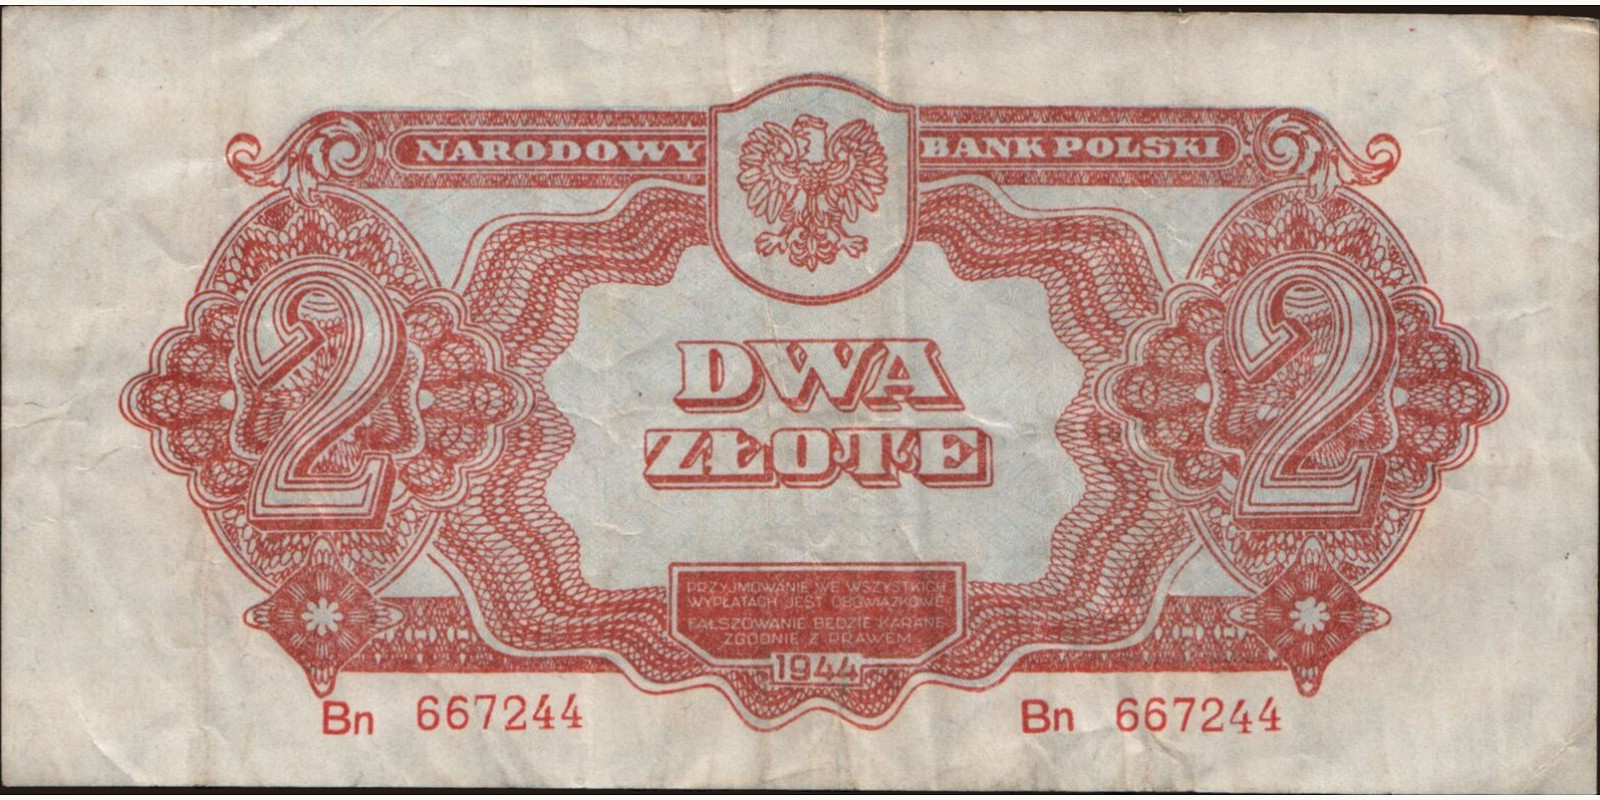 NARODOWY BANK POLSKI
2 2
DWA
ZŁOTE
PRZYJMOWANIE WE WSZYSTKICH
WYPŁATACH JEST OBOWIĄZKOWE
FAŁSZOWANIE BĘDZIE KARANE
ZGODNIE Z PRAWEM
1944
Bn 667244 Bn 667244